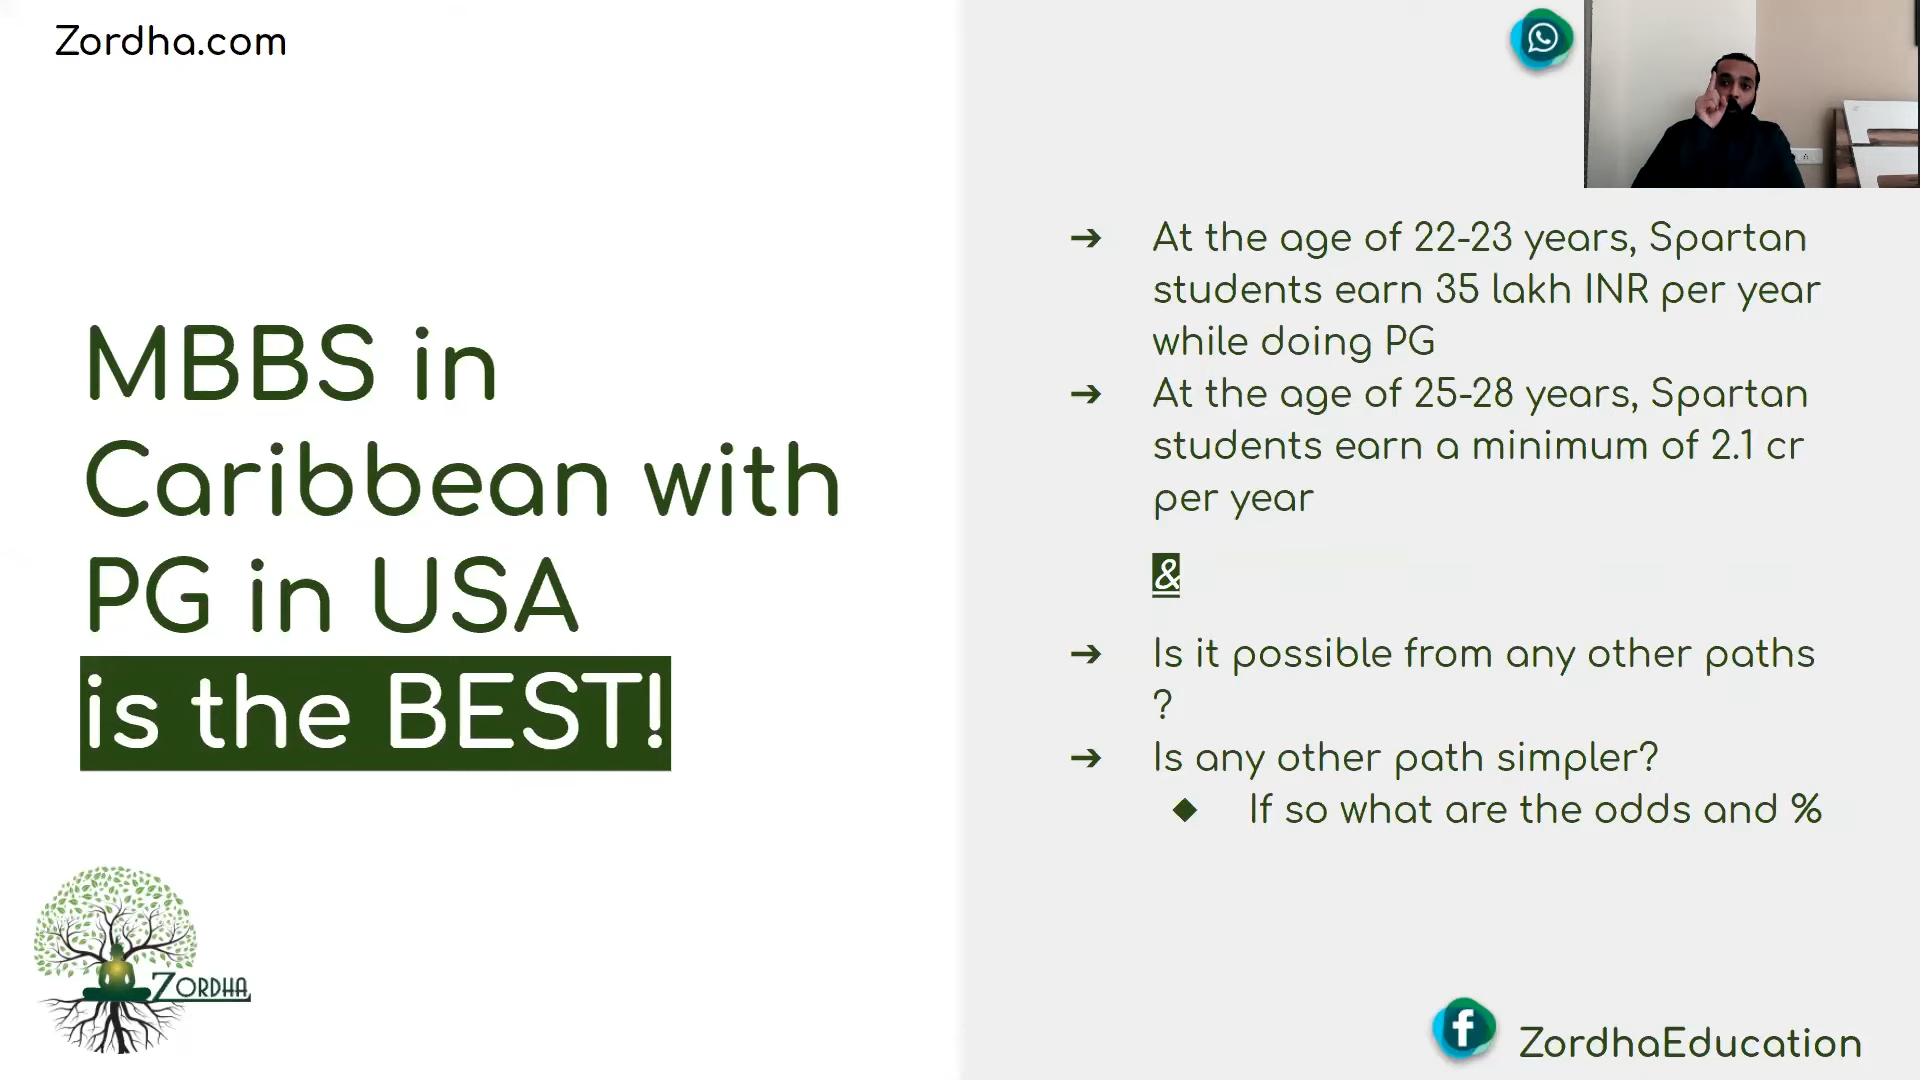 Zordha.com
MBBS in
Caribbean with
PG in USA
is the BEST!
ZORDHA
➔ At the age of 22-23 years, Spartan
students earn 35 lakh INR per year
while doing PG
➔ At the age of 25-28 years, Spartan
students earn a minimum of 2.1 cr
per year
&
➔ Is it possible from any other paths
?
➔ Is any other path simpler?
◆ If so what are the odds and %
f
ZordhaEducation